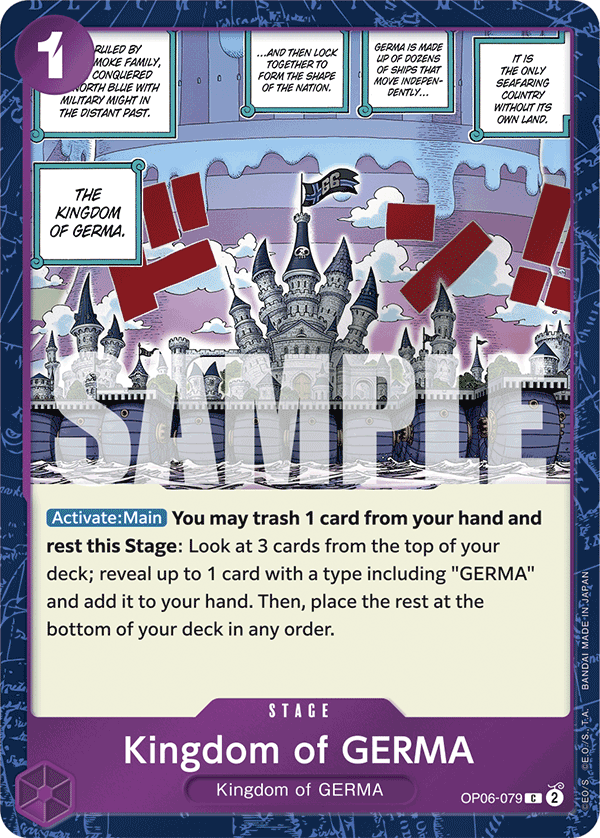 1
RULED BY
MOKE FAMILY,
CONQUERED
NORTH BLUE WITH
MILITARY MIGHT IN
THE DISTANT PAST.
...AND THEN LOCK
TOGETHER TO
FORM THE SHAPE
OF THE NATION.
GERMA IS MADE
UP OF DOZENS
OF SHIPS THAT
MOVE INDEPEN-
DENTLY...
IT IS
THE ONLY
SEAFARING
COUNTRY
WITHOUT ITS
OWN LAND.
THE
KINGDOM
OF GERMA.
ドン!!
66
SAMPLE
Activate:Main You may trash 1 card from your hand and
rest this Stage: Look at 3 cards from the top of your
deck; reveal up to 1 card with a type including "GERMA"
and add it to your hand. Then, place the rest at the
bottom of your deck in any order.
STAGE
Kingdom of GERMA
Kingdom of GERMA
OP06-079 C 2
©E.O./S. ©E.O./S.,T.A. BANDAI MADE IN JAPAN